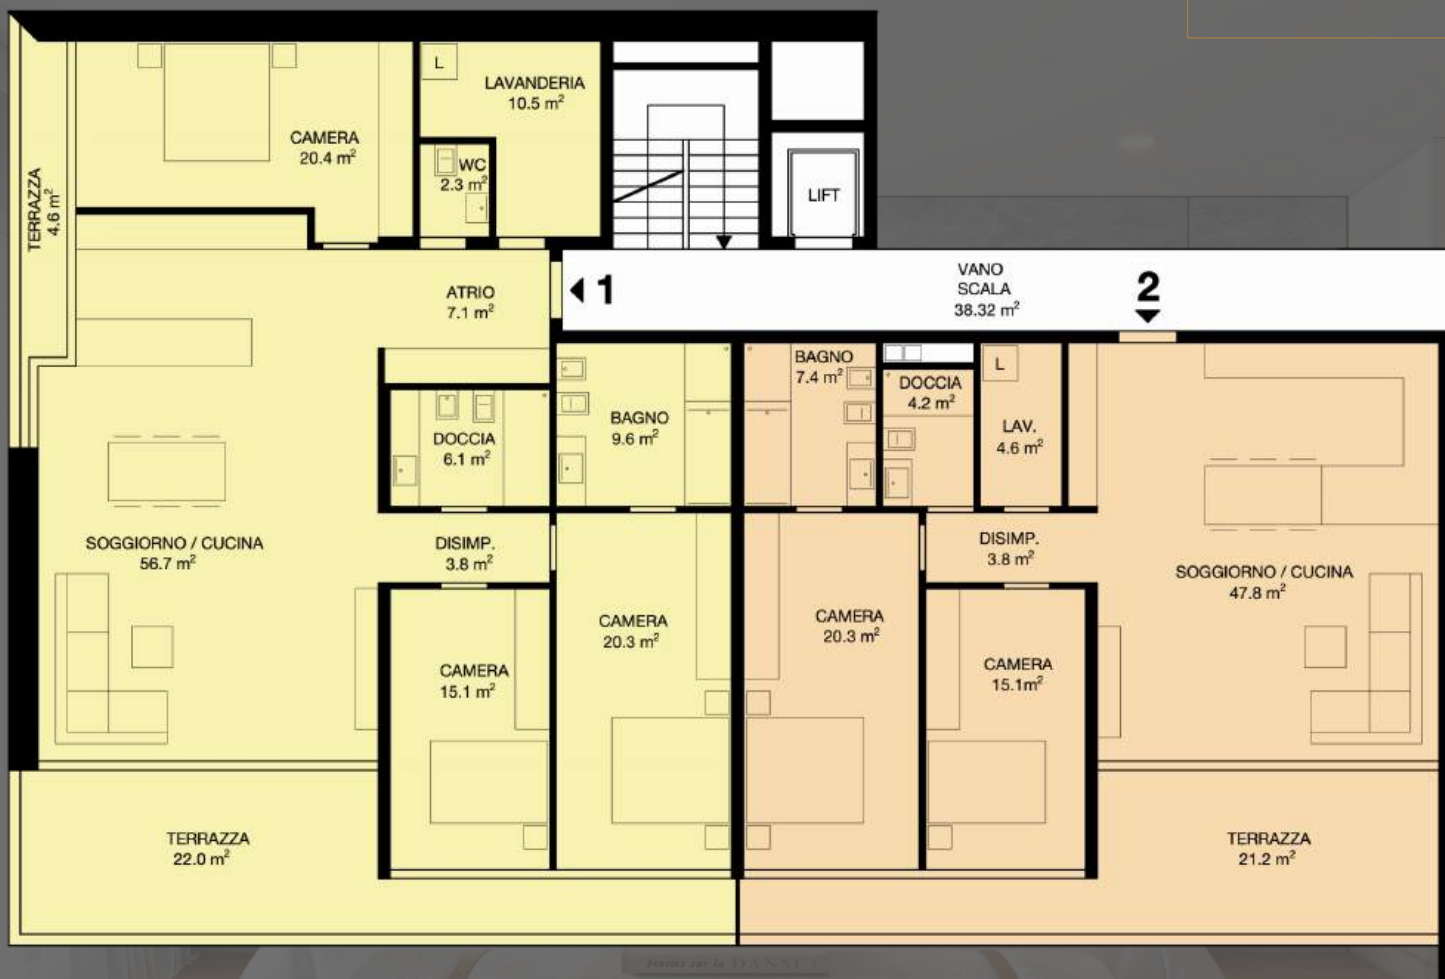 L
LAVANDERIA
10.5 m²
CAMERA
20.4 m²
WC
2.3 m²
TERRAZZA
4.6 m²
LIFT
ATRIO
7.1 m²
1
VANO
SCALA
38.32 m²
2
BAGNO
7.4 m²
DOCCIA
4.2 m²
L
LAV.
4.6 m²
DOCCIA
6.1 m²
BAGNO
9.6 m²
SOGGIORNO / CUCINA
56.7 m²
DISIMP.
3.8 m²
DISIMP.
3.8 m²
SOGGIORNO / CUCINA
47.8 m²
CAMERA
15.1 m²
CAMERA
20.3 m²
CAMERA
20.3 m²
CAMERA
15.1m²
TERRAZZA
22.0 m²
TERRAZZA
21.2 m²